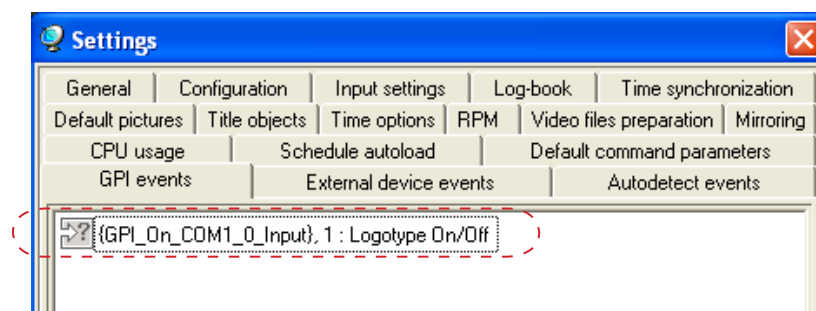 Settings
General Configuration Input settings Log-book Time synchronization
Default pictures Title objects Time options RPM Video files preparation Mirroring
CPU usage Schedule autoload Default command parameters
GPI events External device events Autodetect events
{GPI_On_COM1_0_Input}, 1 : Logotype On/Off